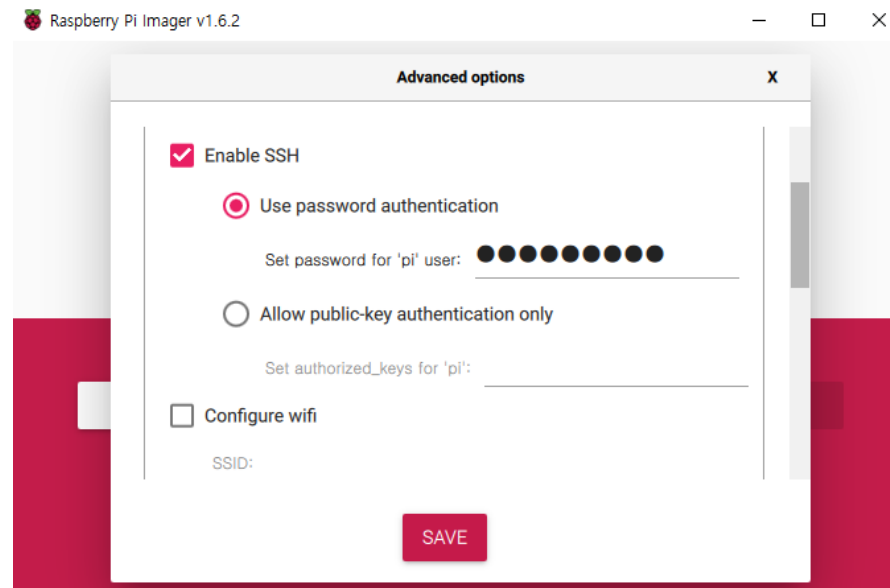 Raspberry Pi Imager v1.6.2
Advanced options X
Enable SSH
Use password authentication
Set password for 'pi' user: ●●●●●●●●●
Allow public-key authentication only
Set authorized_keys for 'pi':
Configure wifi
SSID:
SAVE